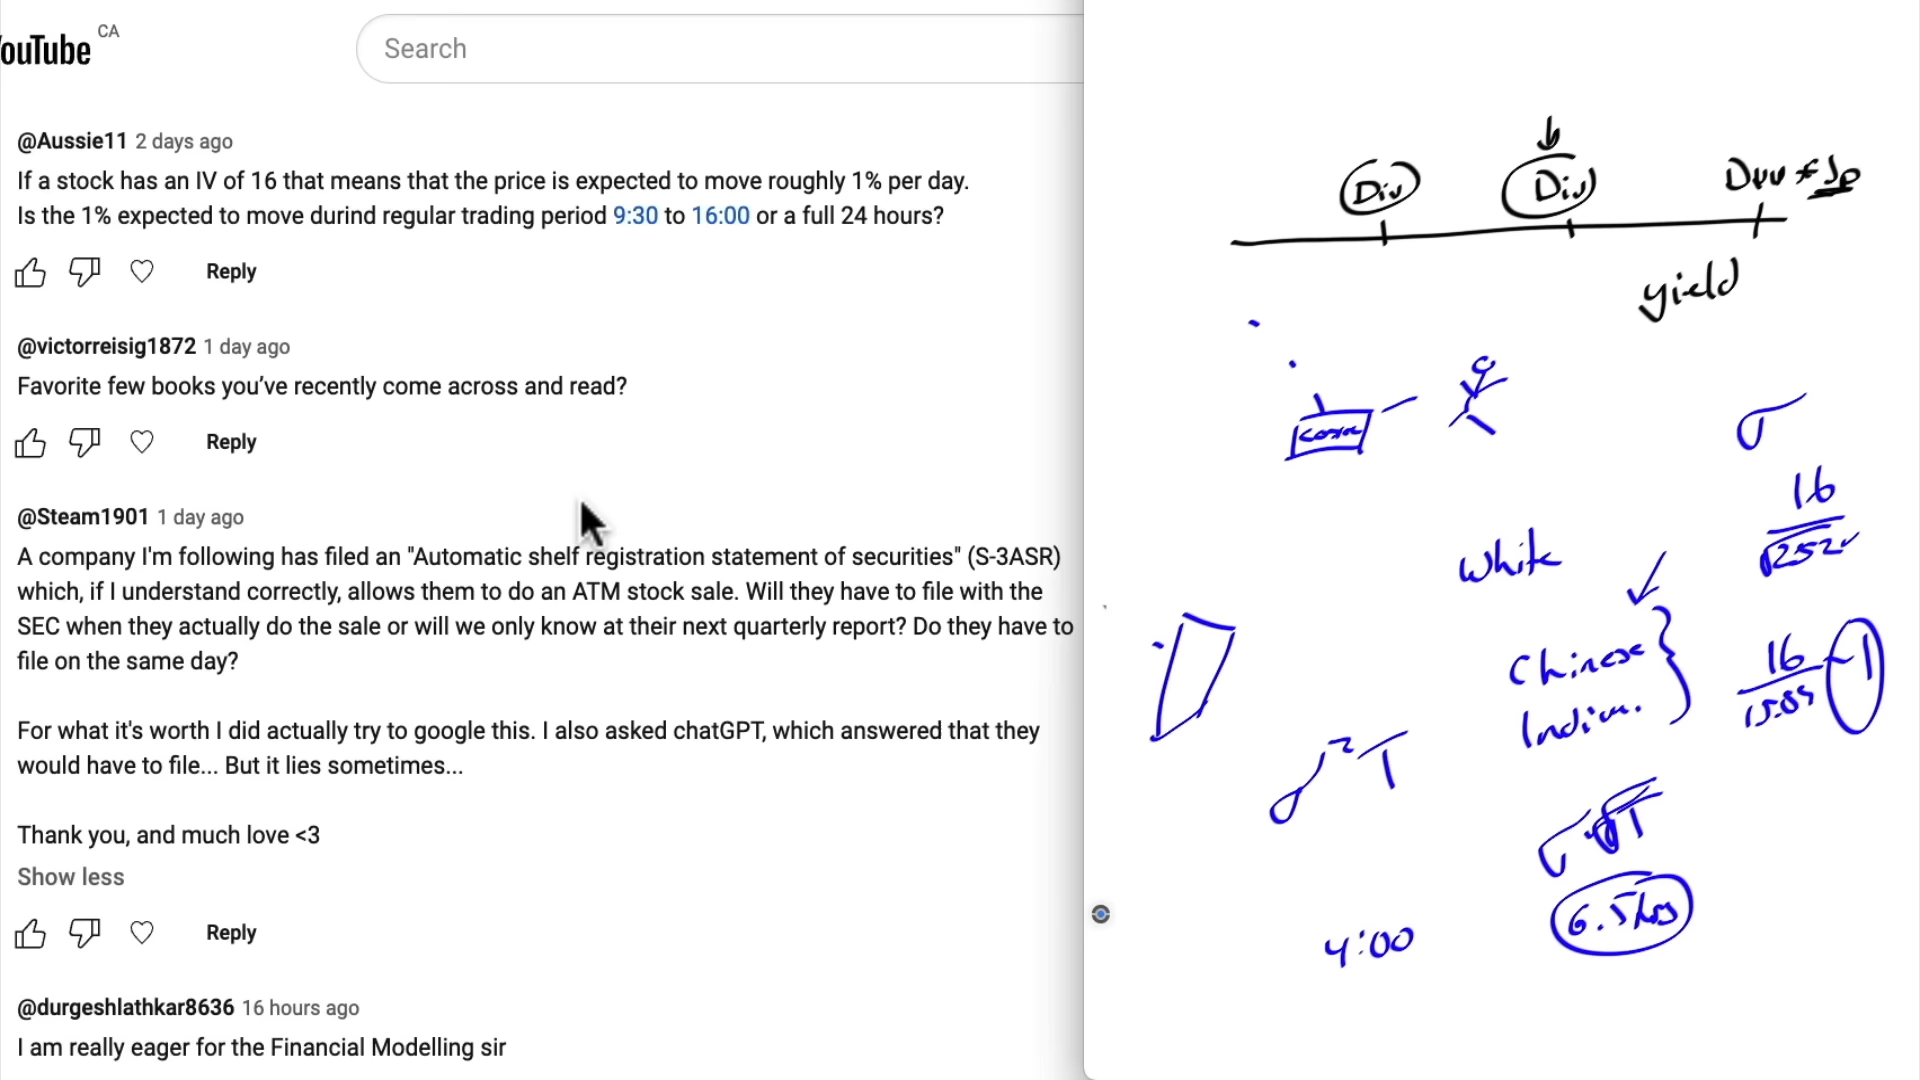 ouTube CA
Search
@Aussie11 2 days ago
If a stock has an IV of 16 that means that the price is expected to move roughly 1% per day.
Is the 1% expected to move durind regular trading period 9:30 to 16:00 or a full 24 hours?
Reply
@victorreisig1872 1 day ago
Favorite few books you’ve recently come across and read?
Reply
@Steam1901 1 day ago
A company I'm following has filed an "Automatic shelf registration statement of securities" (S-3ASR)
which, if I understand correctly, allows them to do an ATM stock sale. Will they have to file with the
SEC when they actually do the sale or will we only know at their next quarterly report? Do they have to
file on the same day?
For what it's worth I did actually try to google this. I also asked chatGPT, which answered that they
would have to file... But it lies sometimes...
Thank you, and much love <3
Show less
Reply
@durgeshlathkar8636 16 hours ago
I am really eager for the Financial Modelling sir
Div Div
yield
σ
16
√252
White
Chinese
16
1
σ²T
σ√T
6.5hrs
4:00